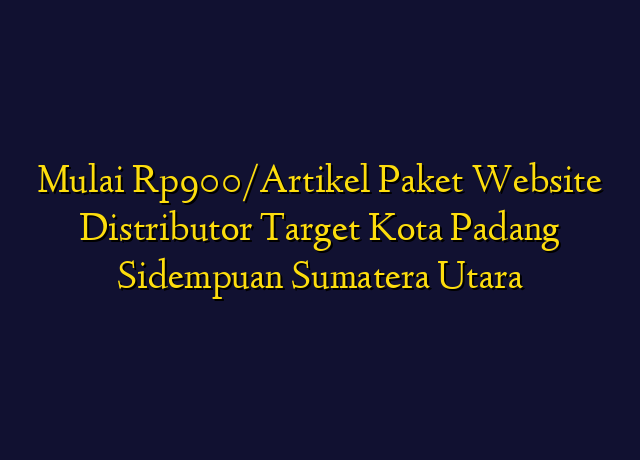 Mulai Rp900/Artikel Paket Website
Distributor Target Kota Padang
Sidempuan Sumatera Utara